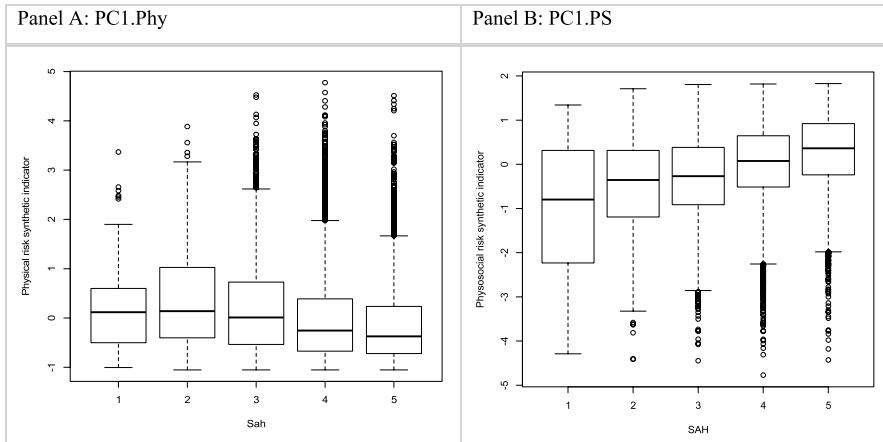 Panel A: PC1.Phy
Panel B: PC1.PS
Physical risk synthetic indicator
5
4
3
2
1
0
-1
1 2 3 4 5
Sah
Physosocial risk synthetic indicator
2
1
0
-1
-2
-3
-4
-5
1 2 3 4 5
SAH